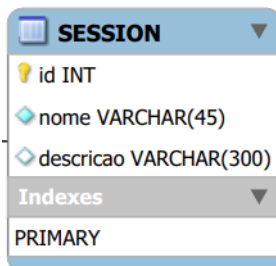 SESSION
id INT
nome VARCHAR(45)
descricao VARCHAR(300)
Indexes
PRIMARY